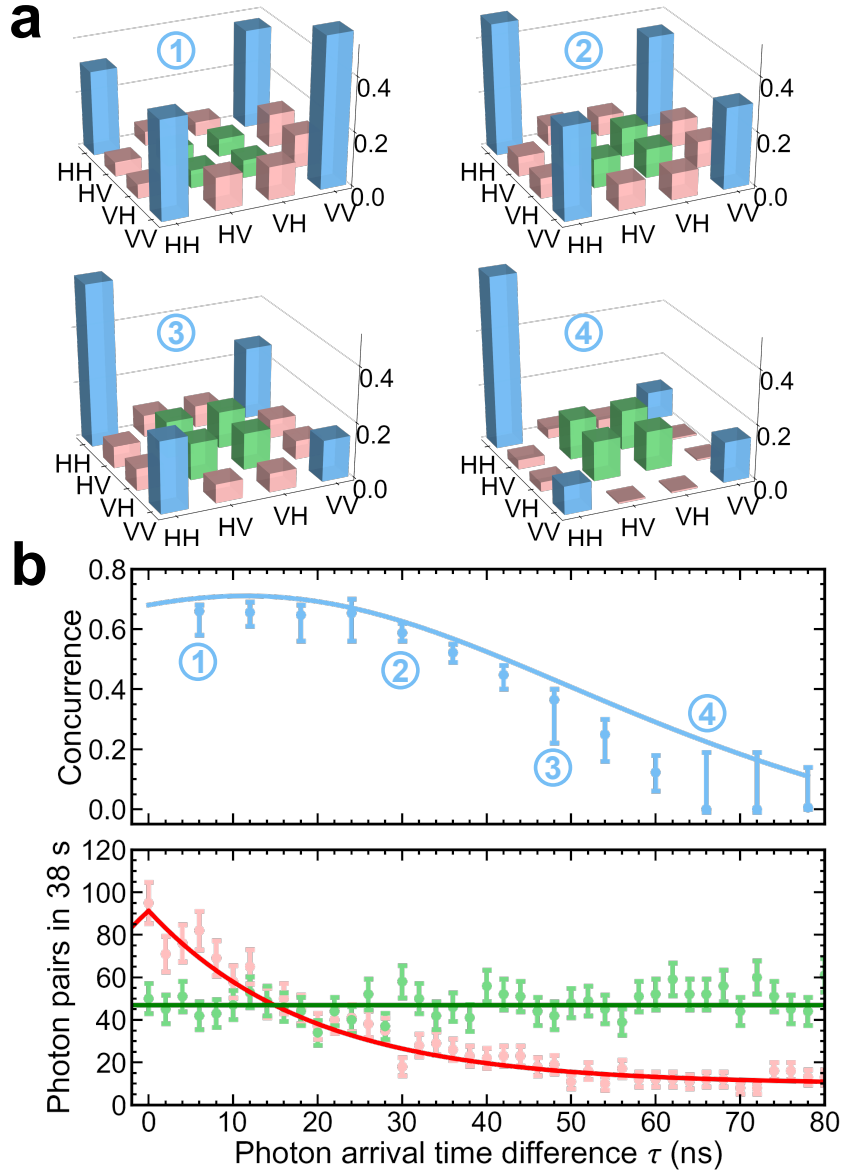 a
1
0.4
0.2
0.0
HH
HV
VH
VV
HH
HV
VH
VV
2
0.4
0.2
0.0
HH
HV
VH
VV
HH
HV
VH
VV
3
0.4
0.2
0.0
HH
HV
VH
VV
HH
HV
VH
VV
4
0.4
0.2
0.0
HH
HV
VH
VV
HH
HV
VH
VV
b
Concurrence
0.8
0.6
0.4
0.2
0.0
1
2
3
4
Photon pairs in 38 s
120
100
80
60
40
20
0
0 10 20 30 40 50 60 70 80
Photon arrival time difference τ (ns)